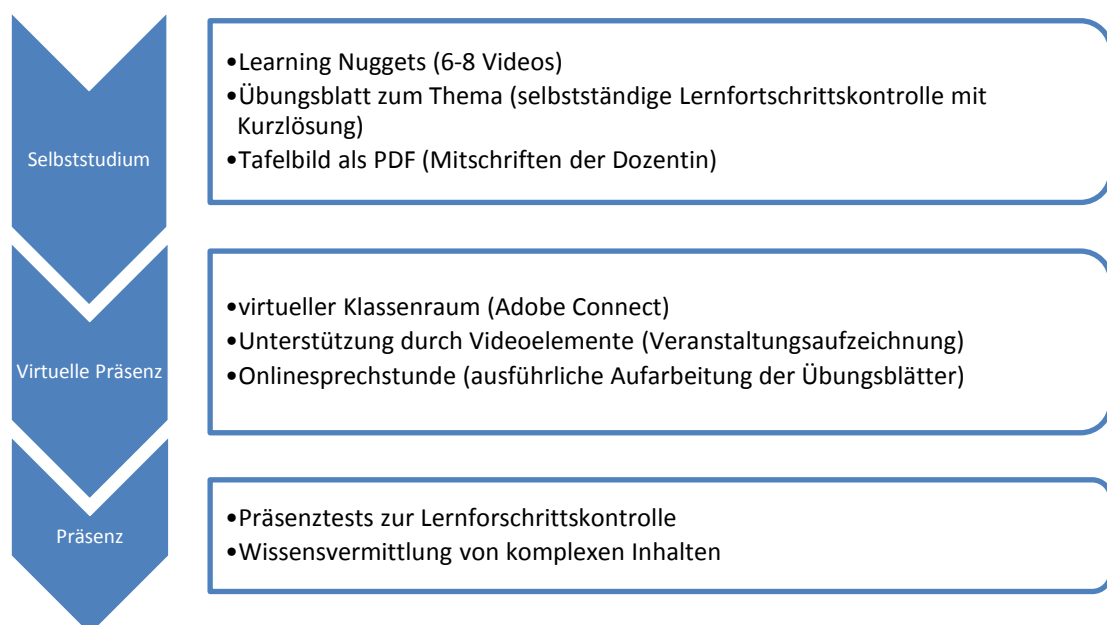 Selbststudium
•Learning Nuggets (6-8 Videos)
•Übungsblatt zum Thema (selbstständige Lernfortschrittskontrolle mit
Kurzlösung)
•Tafelbild als PDF (Mitschriften der Dozentin)
Virtuelle Präsenz
•virtueller Klassenraum (Adobe Connect)
•Unterstützung durch Videoelemente (Veranstaltungsaufzeichnung)
•Onlinesprechstunde (ausführliche Aufarbeitung der Übungsblätter)
Präsenz
•Präsenztests zur Lernforschrittskontrolle
•Wissensvermittlung von komplexen Inhalten